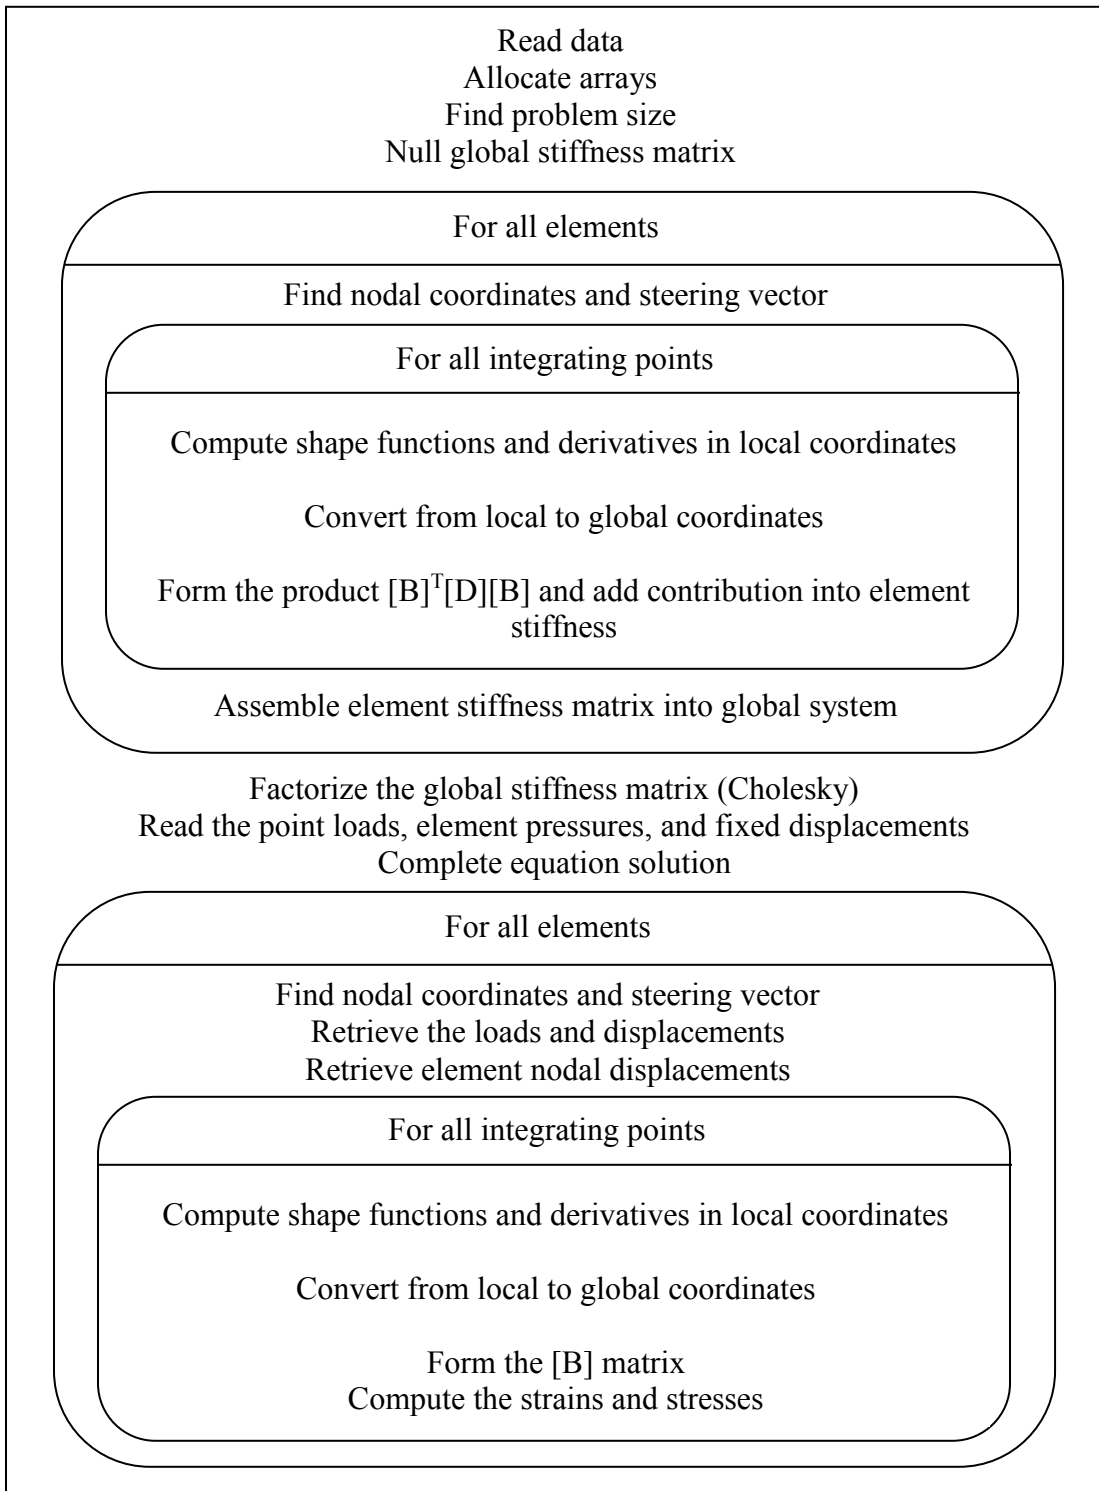 Read data
Allocate arrays
Find problem size
Null global stiffness matrix
For all elements
Find nodal coordinates and steering vector
For all integrating points
Compute shape functions and derivatives in local coordinates
Convert from local to global coordinates
Form the product [B]ᵀ[D][B] and add contribution into element
stiffness
Assemble element stiffness matrix into global system
Factorize the global stiffness matrix (Cholesky)
Read the point loads, element pressures, and fixed displacements
Complete equation solution
For all elements
Find nodal coordinates and steering vector
Retrieve the loads and displacements
Retrieve element nodal displacements
For all integrating points
Compute shape functions and derivatives in local coordinates
Convert from local to global coordinates
Form the [B] matrix
Compute the strains and stresses